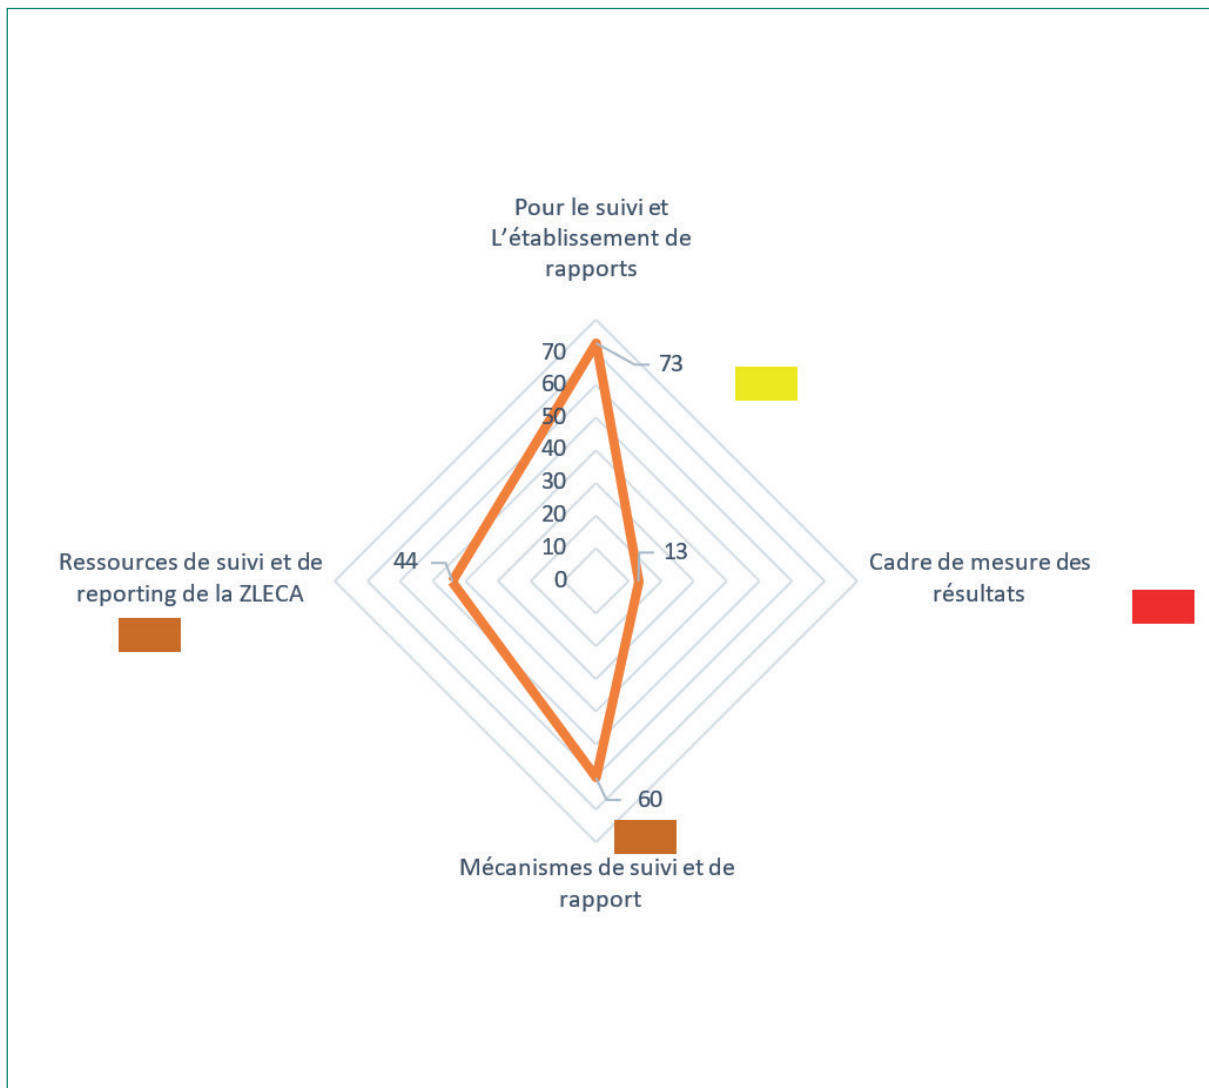 Pour le suivi et
L’établissement de
rapports
70
73
60
50
40
30
20
10
0
13
44
Ressources de suivi et de
reporting de la ZLECA
Cadre de mesure des
résultats
60
Mécanismes de suivi et de
rapport